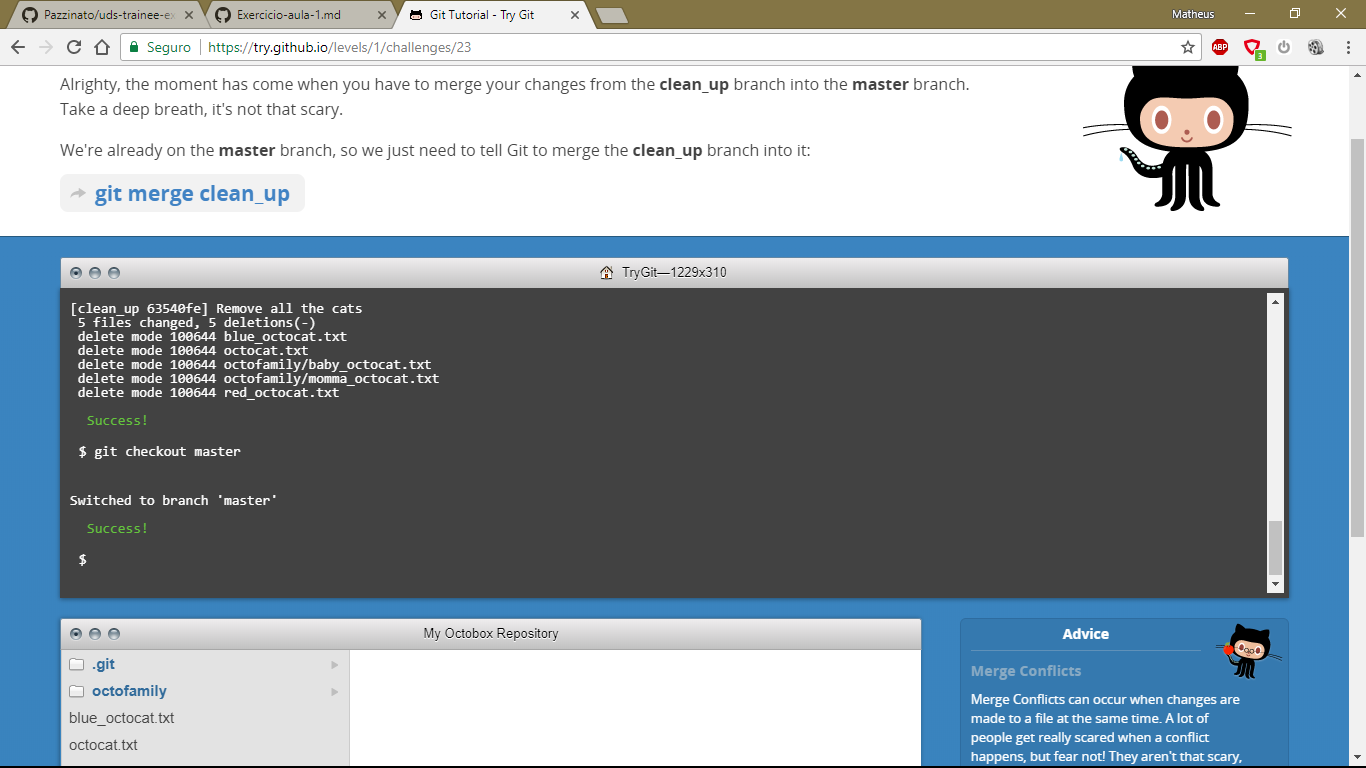 Pazzinato/uds-trainee-ex
Exercicio-aula-1.md
Git Tutorial - Try Git
Matheus
Seguro
https://try.github.io/levels/1/challenges/23
ABP
3
Alrighty, the moment has come when you have to merge your changes from the clean_up branch into the master branch.
Take a deep breath, it's not that scary.
We're already on the master branch, so we just need to tell Git to merge the clean_up branch into it:
git merge clean_up
TryGit—1229x310
[clean_up 63540fe] Remove all the cats
5 files changed, 5 deletions(-)
delete mode 100644 blue_octocat.txt
delete mode 100644 octocat.txt
delete mode 100644 octofamily/baby_octocat.txt
delete mode 100644 octofamily/momma_octocat.txt
delete mode 100644 red_octocat.txt
Success!
$ git checkout master
Switched to branch 'master'
Success!
$
My Octobox Repository
.git
octofamily
blue_octocat.txt
octocat.txt
Advice
Merge Conflicts
Merge Conflicts can occur when changes are
made to a file at the same time. A lot of
people get really scared when a conflict
happens, but fear not! They aren't that scary,